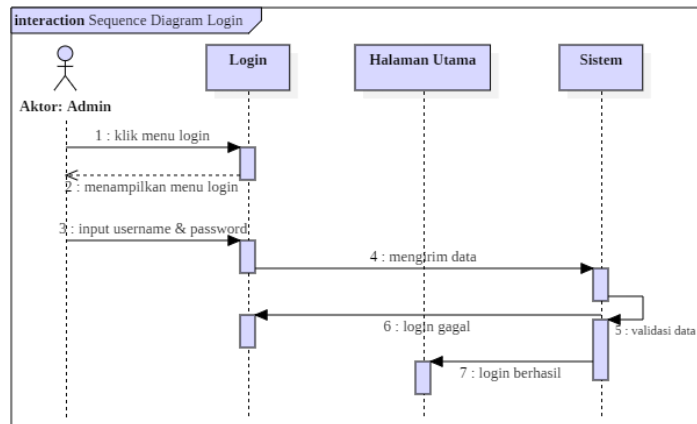 interaction Sequence Diagram Login
Login
Halaman Utama
Sistem
Aktor: Admin
1 : klik menu login
2 : menampilkan menu login
3 : input username & password
4 : mengirim data
5 : validasi data
6 : login gagal
7 : login berhasil